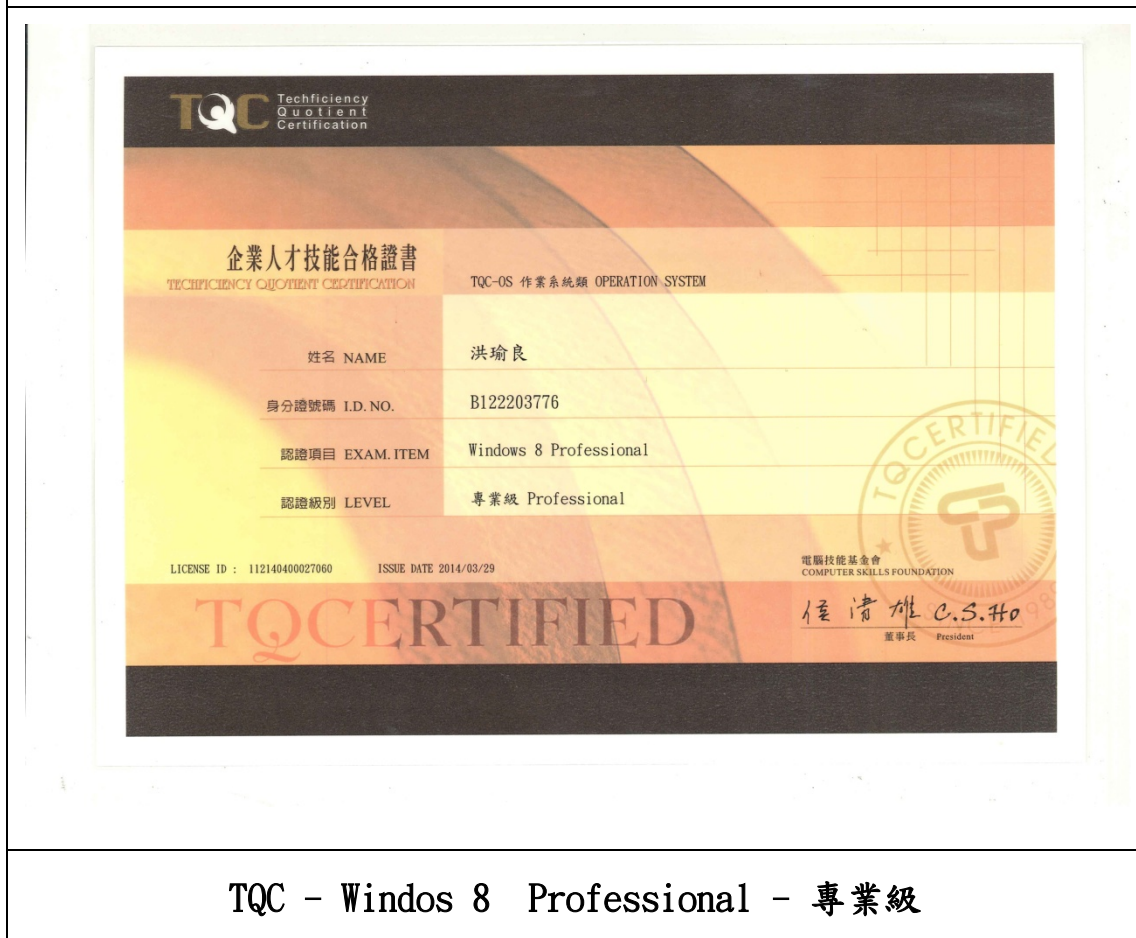 TQC Techficiency
Quotient
Certification
企業人才技能合格證書
TECHFICIENCY QUOTIENT CERTIFICATION
TQC-OS 作業系統類 OPERATION SYSTEM
姓名 NAME 洪瑜良
身分證號碼 I.D. NO. B122203776
認證項目 EXAM. ITEM Windows 8 Professional
認證級別 LEVEL 專業級 Professional
TQCERTIFIED
LICENSE ID : 112140400027060 ISSUE DATE 2014/03/29
電腦技能基金會
COMPUTER SKILLS FOUNDATION
TQCERTIFIED
侯清雄 C.S.Ho
董事長 President
TQC - Windos 8 Professional - 專業級